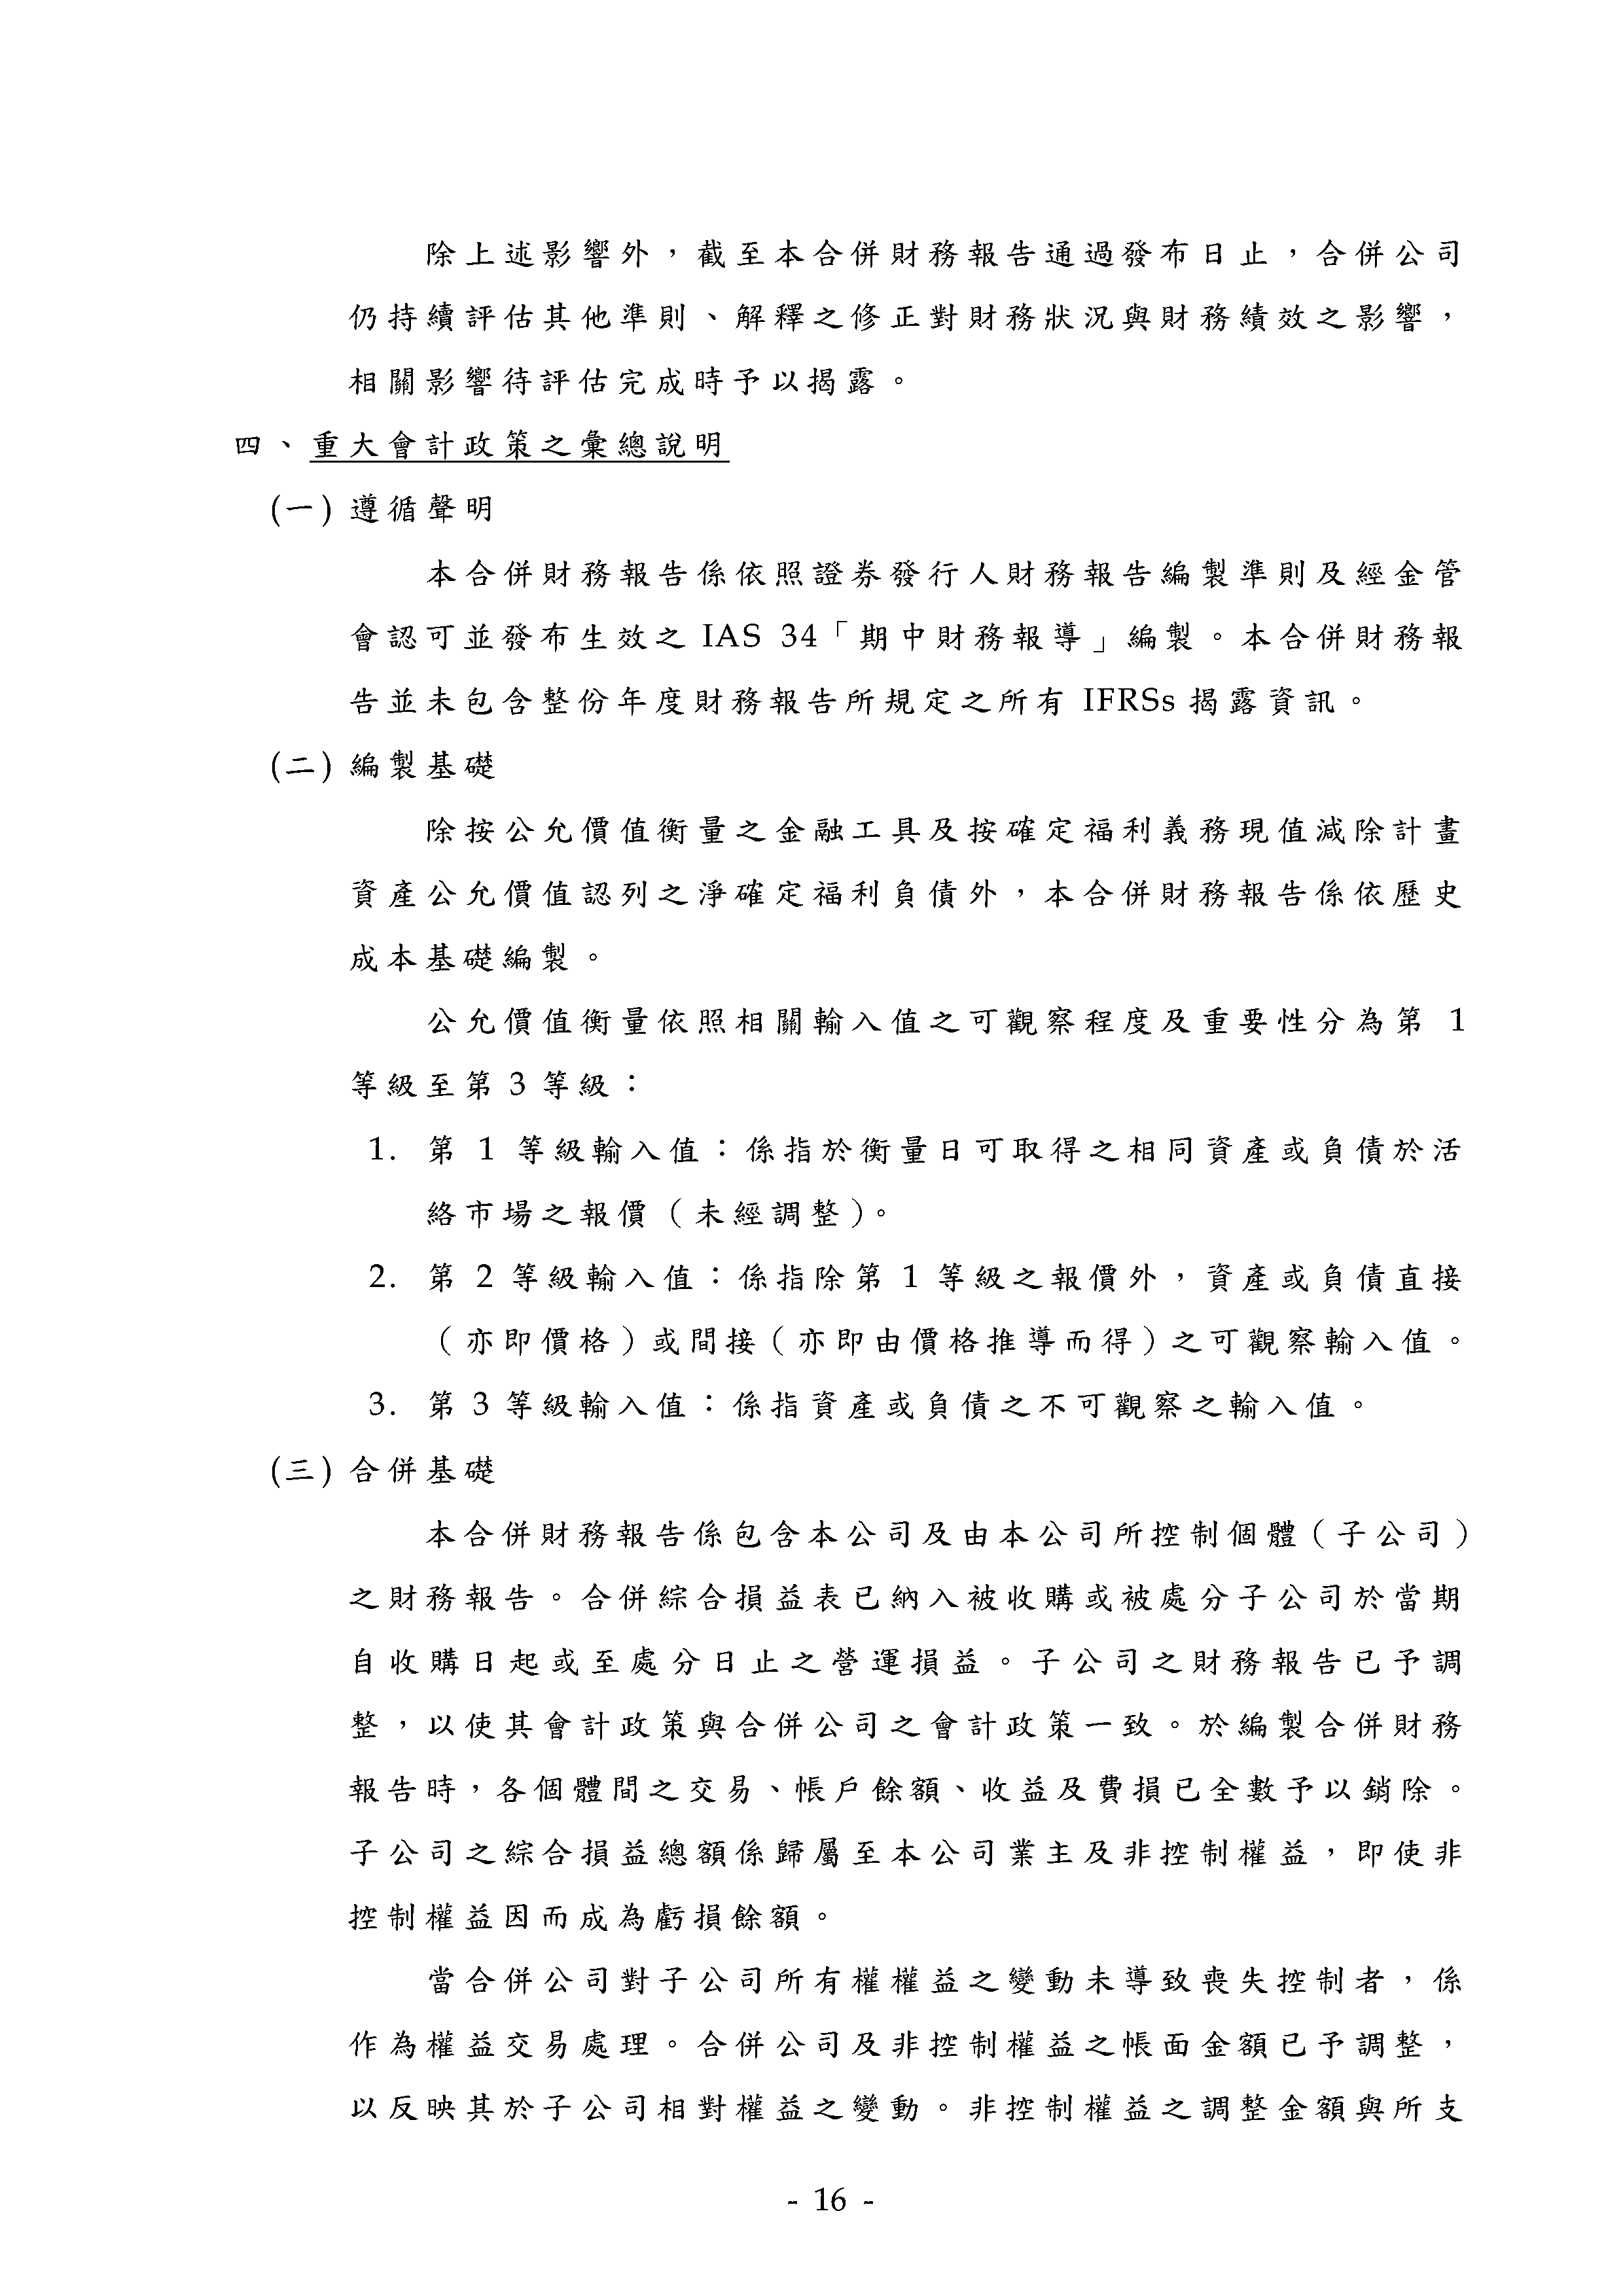 除上述影響外，截至本合併財務報告通過發布日止，合併公司
仍持續評估其他準則、解釋之修正對財務狀況與財務績效之影響，
相關影響待評估完成時予以揭露。
四、重大會計政策之彙總說明
(一) 遵循聲明
本合併財務報告係依照證券發行人財務報告編製準則及經金管
會認可並發布生效之 IAS 34「期中財務報導」編製。本合併財務報
告並未包含整份年度財務報告所規定之所有 IFRSs 揭露資訊。
(二) 編製基礎
除按公允價值衡量之金融工具及按確定福利義務現值減除計畫
資產公允價值認列之淨確定福利負債外，本合併財務報告係依歷史
成本基礎編製。
公允價值衡量依照相關輸入值之可觀察程度及重要性分為第 1
等級至第 3 等級：
1. 第 1 等級輸入值：係指於衡量日可取得之相同資產或負債於活
絡市場之報價（未經調整）。
2. 第 2 等級輸入值：係指除第 1 等級之報價外，資產或負債直接
（亦即價格）或間接（亦即由價格推導而得）之可觀察輸入值。
3. 第 3 等級輸入值：係指資產或負債之不可觀察之輸入值。
(三) 合併基礎
本合併財務報告係包含本公司及由本公司所控制個體（子公司）
之財務報告。合併綜合損益表已納入被收購或被處分子公司於當期
自收購日起或至處分日止之營運損益。子公司之財務報告已予調
整，以使其會計政策與合併公司之會計政策一致。於編製合併財務
報告時，各個體間之交易、帳戶餘額、收益及費損已全數予以銷除。
子公司之綜合損益總額係歸屬至本公司業主及非控制權益，即使非
控制權益因而成為虧損餘額。
當合併公司對子公司所有權權益之變動未導致喪失控制者，係
作為權益交易處理。合併公司及非控制權益之帳面金額已予調整，
以反映其於子公司相對權益之變動。非控制權益之調整金額與所支
- 16 -